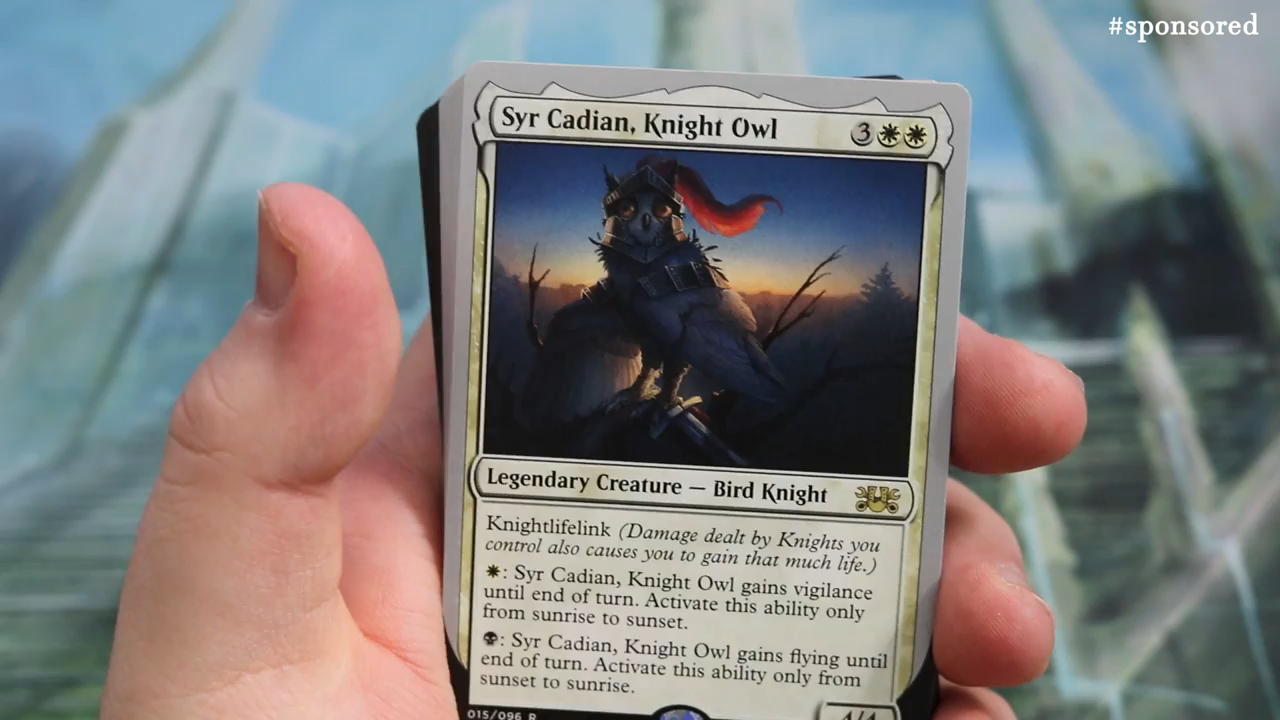 #sponsored
Syr Cadian, Knight Owl 3
Legendary Creature — Bird Knight
Knightlifelink (Damage dealt by Knights you
control also causes you to gain that much life.)
: Syr Cadian, Knight Owl gains vigilance
until end of turn. Activate this ability only
from sunrise to sunset.
: Syr Cadian, Knight Owl gains flying until
end of turn. Activate this ability only from
sunset to sunrise.
015/096 R
4/4